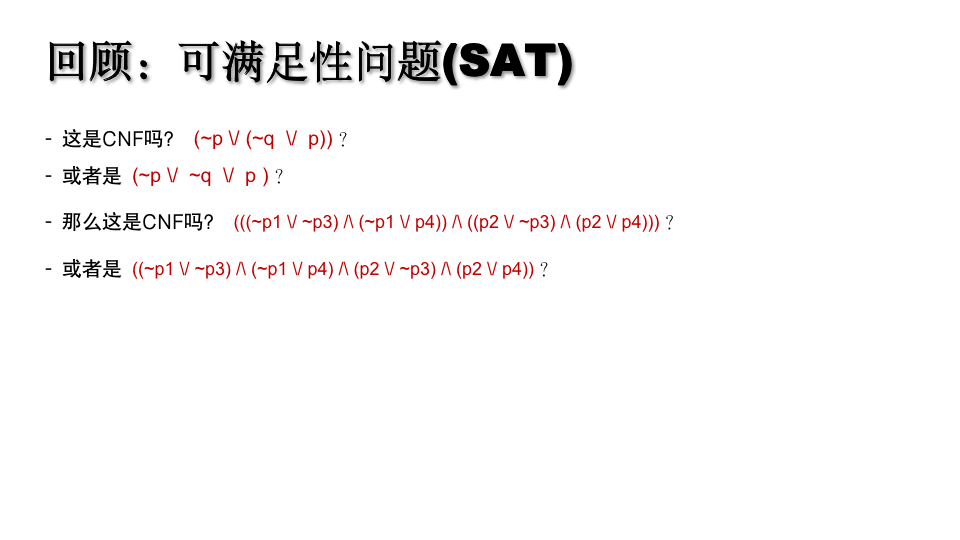 回顾：可满足性问题(SAT)
- 这是CNF吗? (~p \/ (~q \/ p)) ?
- 或者是 (~p \/ ~q \/ p ) ?
- 那么这是CNF吗? (((~p1 \/ ~p3) /\ (~p1 \/ p4)) /\ ((p2 \/ ~p3) /\ (p2 \/ p4))) ?
- 或者是 ((~p1 \/ ~p3) /\ (~p1 \/ p4) /\ (p2 \/ ~p3) /\ (p2 \/ p4)) ?